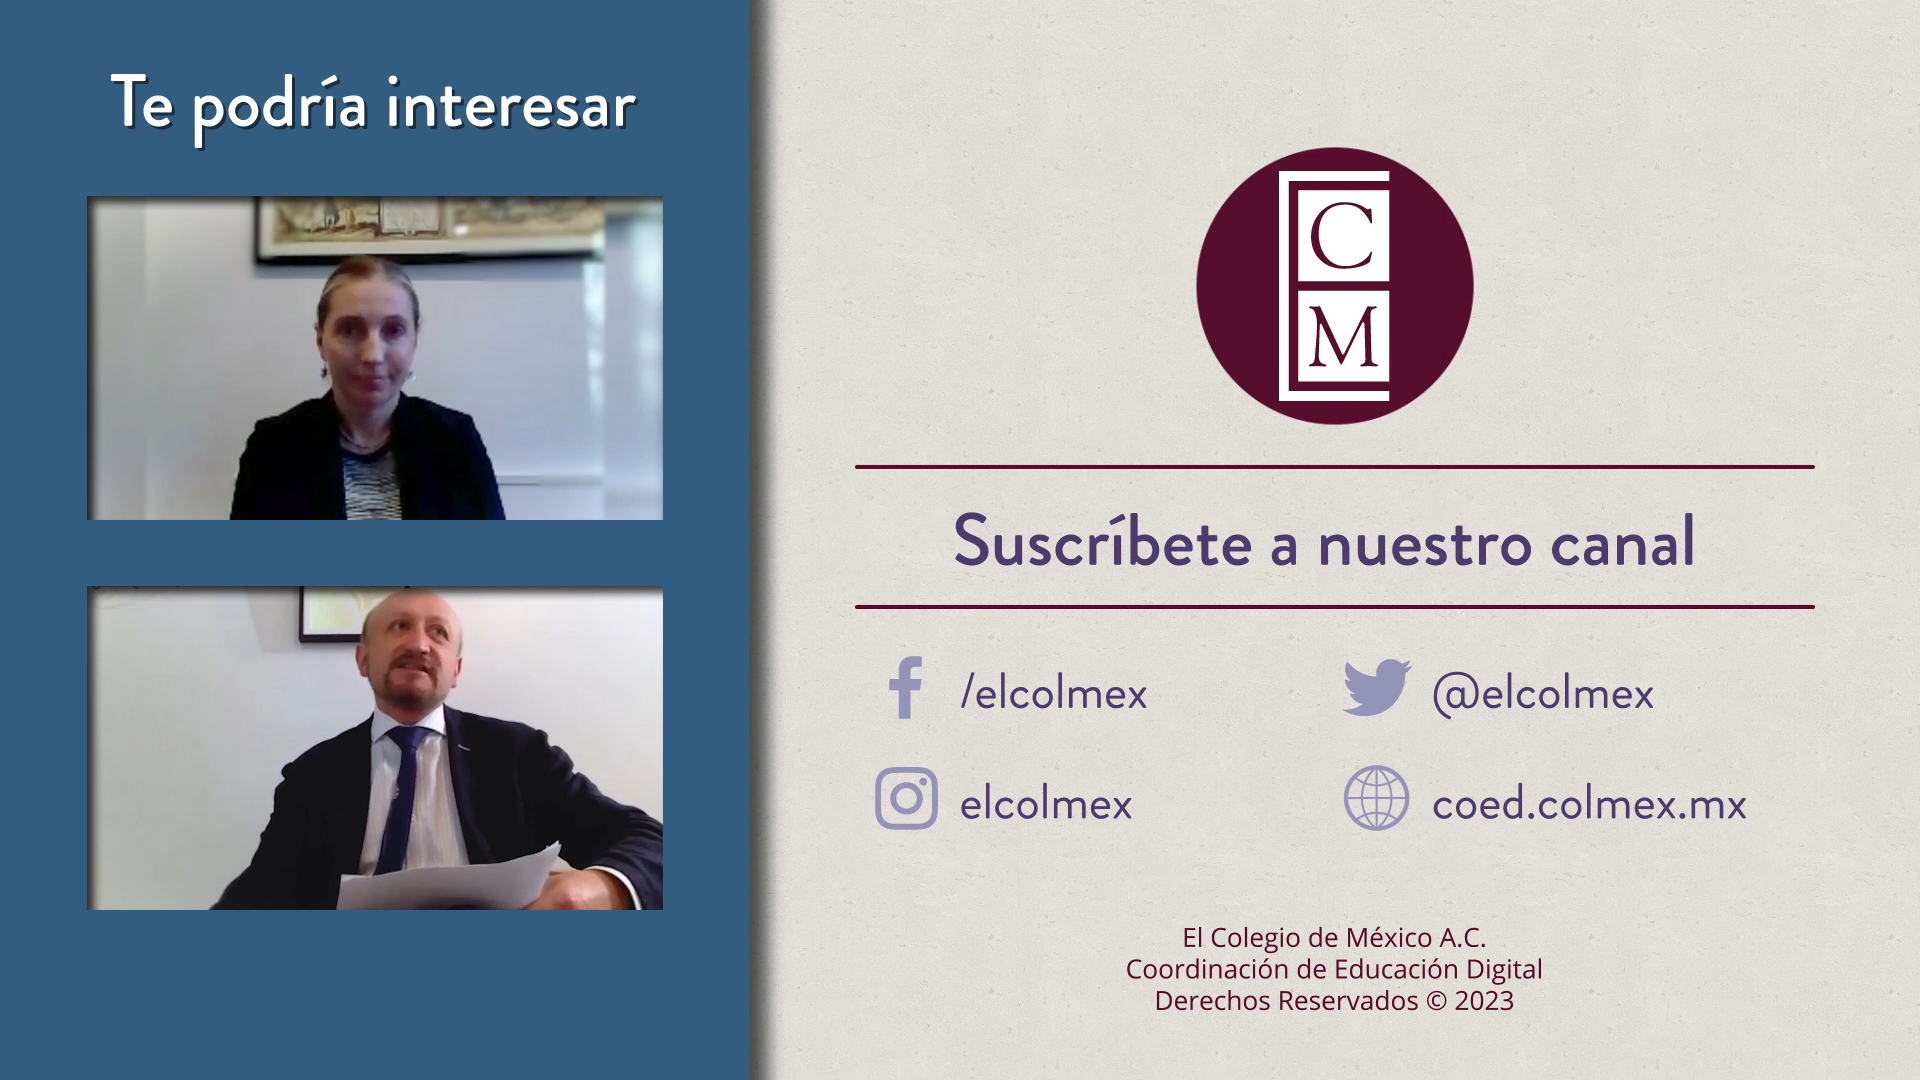 Te podría interesar
C
M
Suscríbete a nuestro canal
/elcolmex
@elcolmex
elcolmex
coed.colmex.mx
El Colegio de México A.C.
Coordinación de Educación Digital
Derechos Reservados © 2023